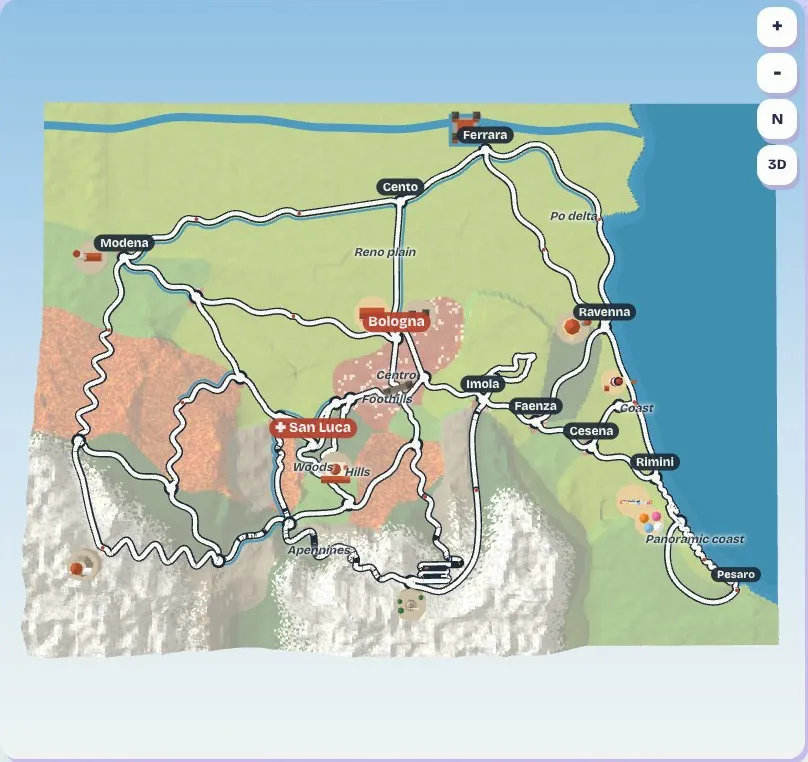 +
-
N
3D
Ferrara
Cento
Po delta
Modena
Reno plain
Ravenna
Bologna
Centro
Imola
Foothills
Faenza
Coast
✚ San Luca
Cesena
Woods
Hills
Rimini
Panoramic coast
Apennines
Pesaro